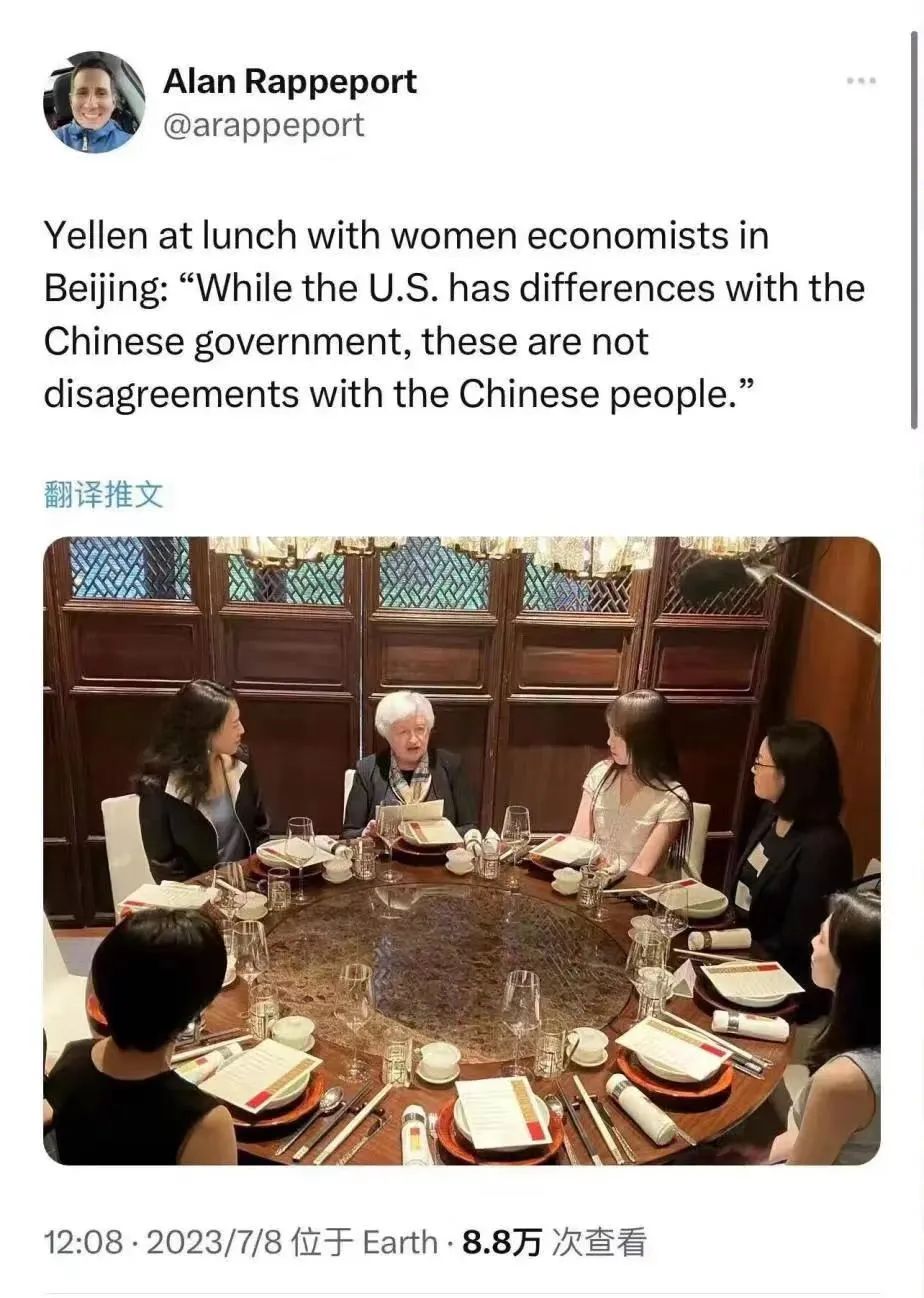 Alan Rappeport
@arappeport
Yellen at lunch with women economists in
Beijing: “While the U.S. has differences with the
Chinese government, these are not
disagreements with the Chinese people.”
翻译推文
12:08 · 2023/7/8 位于 Earth · 8.8万 次查看